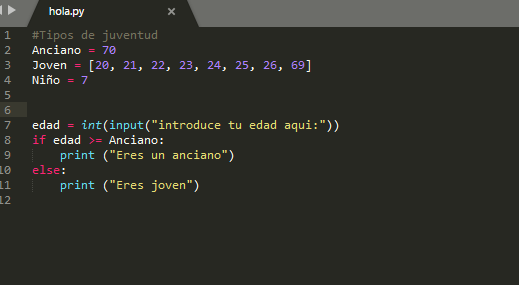 hola.py ×
1 #Tipos de juventud
2 Anciano = 70
3 Joven = [20, 21, 22, 23, 24, 25, 26, 69]
4 Niño = 7
5
6
7 edad = int(input("introduce tu edad aqui:"))
8 if edad >= Anciano:
9     print ("Eres un anciano")
10 else:
11     print ("Eres joven")
12